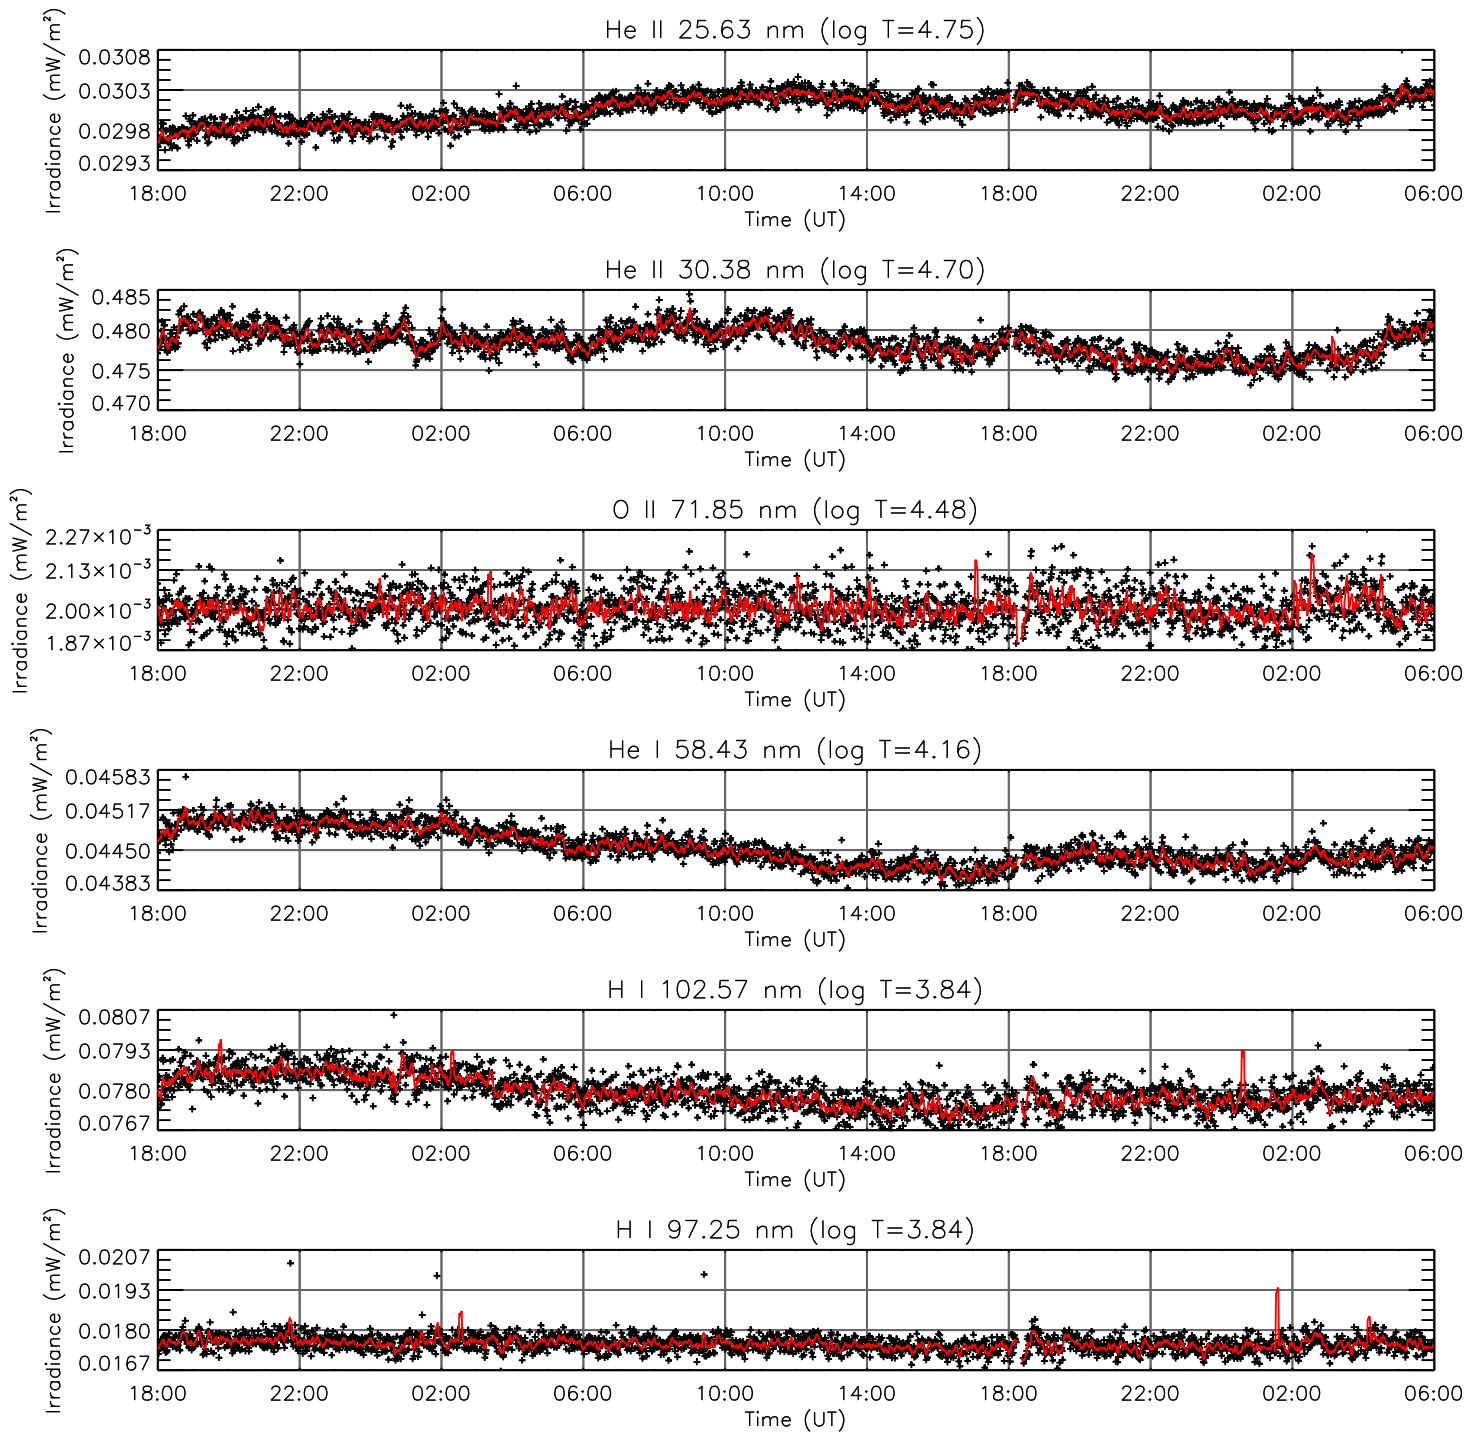 He II 25.63 nm (log T=4.75)
Irradiance (mW/m²)
0.0308
0.0303
0.0298
0.0293
18:00 22:00 02:00 06:00 10:00 14:00 18:00 22:00 02:00 06:00
Time (UT)
He II 30.38 nm (log T=4.70)
Irradiance (mW/m²)
0.485
0.480
0.475
0.470
18:00 22:00 02:00 06:00 10:00 14:00 18:00 22:00 02:00 06:00
Time (UT)
O II 71.85 nm (log T=4.48)
Irradiance (mW/m²)
2.27×10⁻³
2.13×10⁻³
2.00×10⁻³
1.87×10⁻³
18:00 22:00 02:00 06:00 10:00 14:00 18:00 22:00 02:00 06:00
Time (UT)
He I 58.43 nm (log T=4.16)
Irradiance (mW/m²)
0.04583
0.04517
0.04450
0.04383
18:00 22:00 02:00 06:00 10:00 14:00 18:00 22:00 02:00 06:00
Time (UT)
H I 102.57 nm (log T=3.84)
Irradiance (mW/m²)
0.0807
0.0793
0.0780
0.0767
18:00 22:00 02:00 06:00 10:00 14:00 18:00 22:00 02:00 06:00
Time (UT)
H I 97.25 nm (log T=3.84)
Irradiance (mW/m²)
0.0207
0.0193
0.0180
0.0167
18:00 22:00 02:00 06:00 10:00 14:00 18:00 22:00 02:00 06:00
Time (UT)